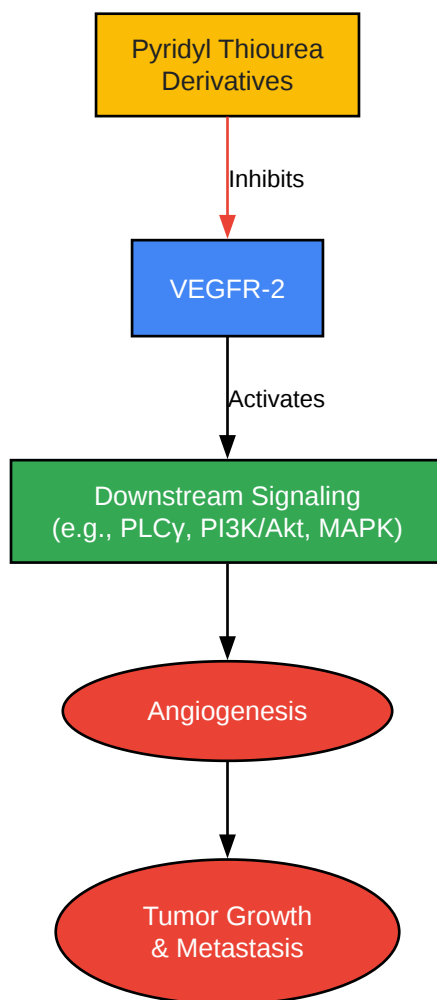 Pyridyl Thiourea
Derivatives
Inhibits
VEGFR-2
Activates
Downstream Signaling
(e.g., PLCγ, PI3K/Akt, MAPK)
Angiogenesis
Tumor Growth
& Metastasis